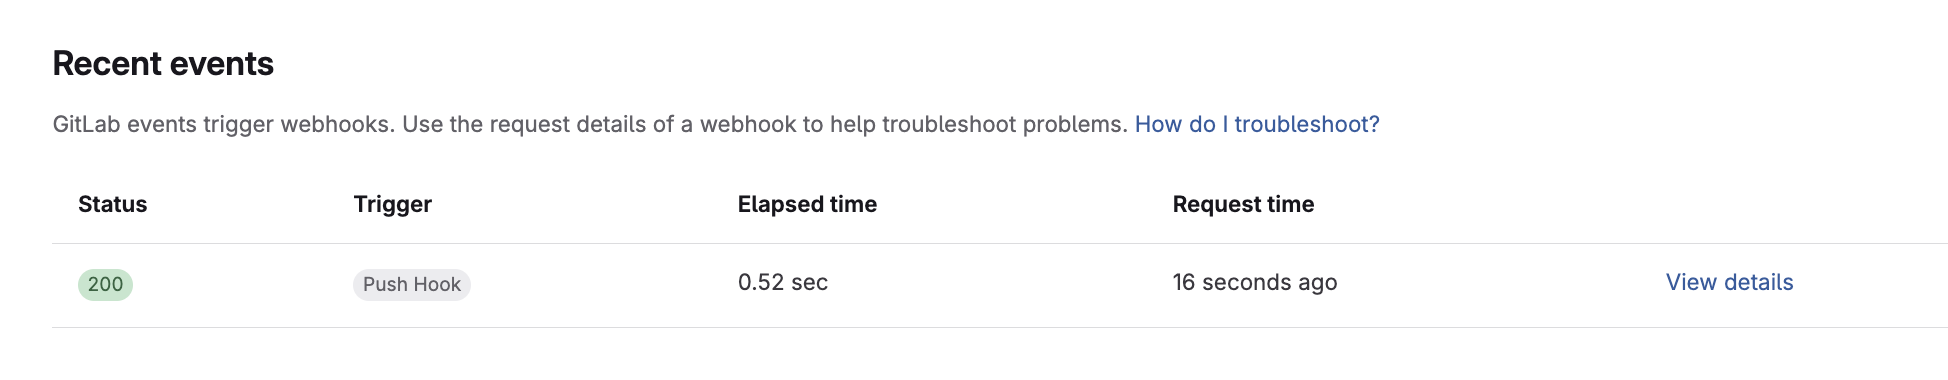 Recent events
GitLab events trigger webhooks. Use the request details of a webhook to help troubleshoot problems. How do I troubleshoot?
Status Trigger Elapsed time Request time
200 Push Hook 0.52 sec 16 seconds ago View details